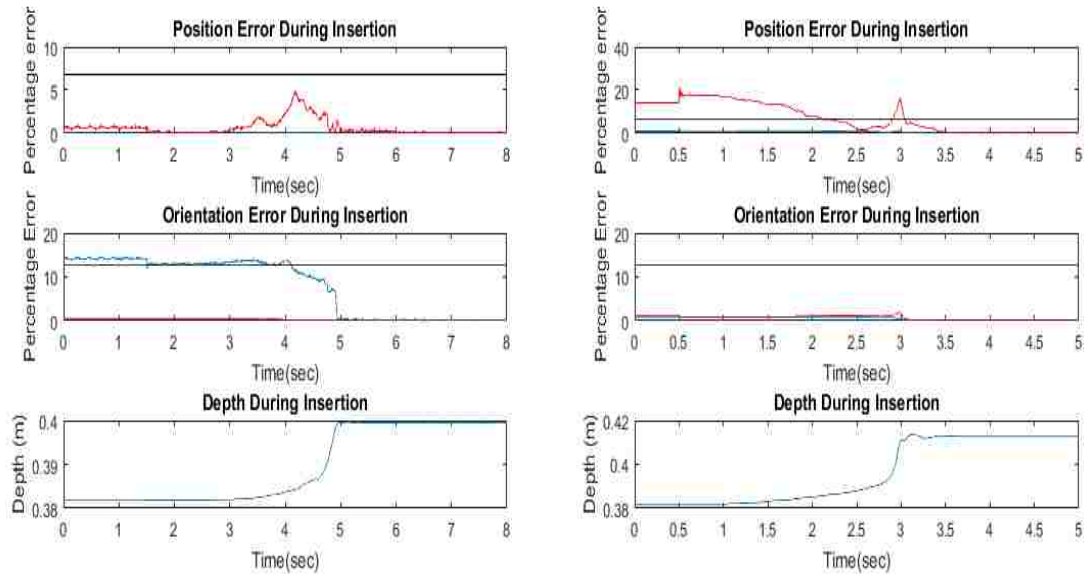 Position Error During Insertion
Percentage error
10
5
0
0 1 2 3 4 5 6 7 8
Time(sec)
Orientation Error During Insertion
Percentage Error
20
10
0
0 1 2 3 4 5 6 7 8
Time(sec)
Depth During Insertion
Depth (m)
0.4
0.39
0.38
0 1 2 3 4 5 6 7 8
Time(sec)
Position Error During Insertion
Percentage error
40
20
0
0 0.5 1 1.5 2 2.5 3 3.5 4 4.5 5
Time(sec)
Orientation Error During Insertion
Percentage Error
20
10
0
0 0.5 1 1.5 2 2.5 3 3.5 4 4.5 5
Time(sec)
Depth During Insertion
Depth (m)
0.42
0.4
0.38
0 0.5 1 1.5 2 2.5 3 3.5 4 4.5 5
Time(sec)